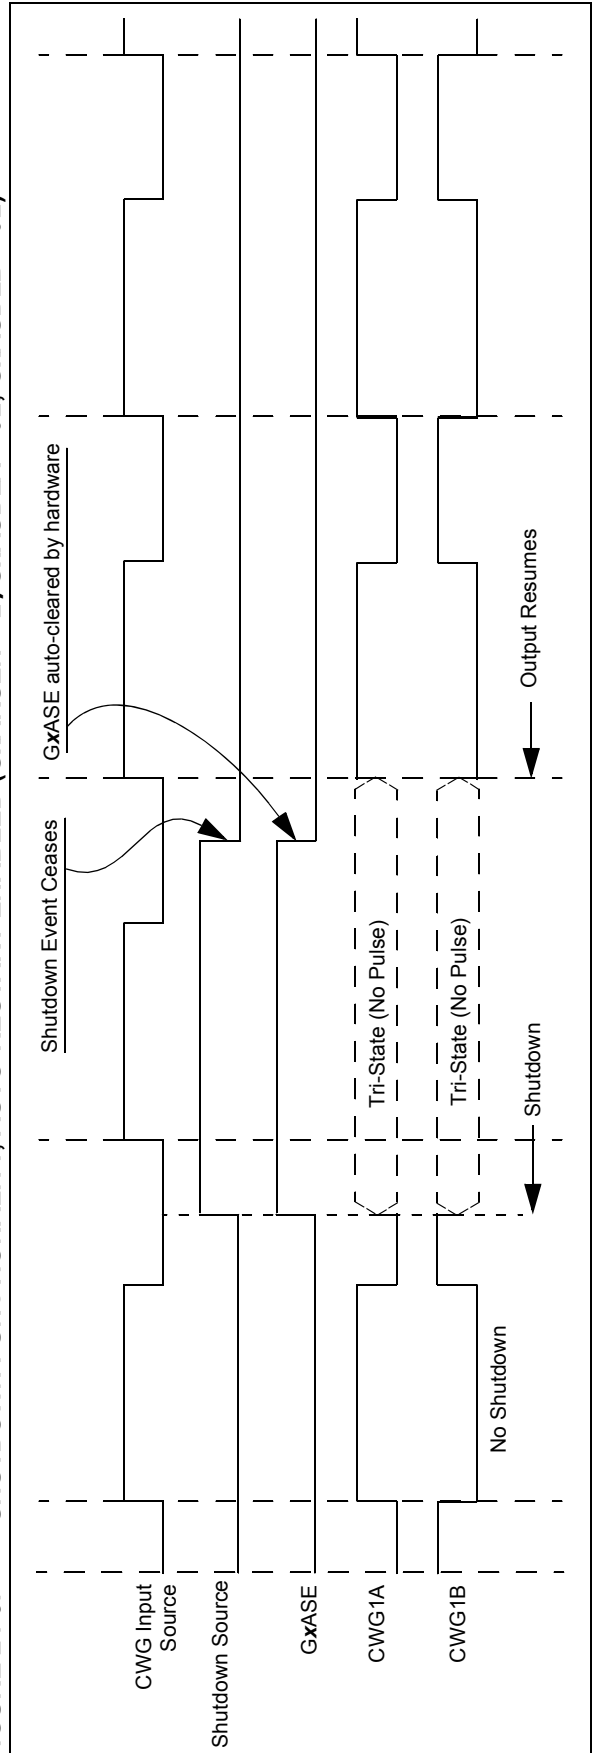 Shutdown Event Ceases
GxASE auto-cleared by hardware
CWG Input
Source
Shutdown Source
GxASE
CWG1A
Tri-State (No Pulse)
CWG1B
Tri-State (No Pulse)
No Shutdown
Shutdown
Output Resumes